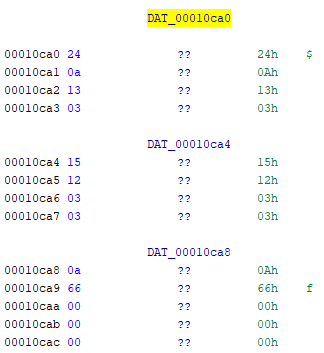 DAT_00010ca0
00010ca0 24 ?? 24h $
00010ca1 0a ?? 0Ah
00010ca2 13 ?? 13h
00010ca3 03 ?? 03h
DAT_00010ca4
00010ca4 15 ?? 15h
00010ca5 12 ?? 12h
00010ca6 03 ?? 03h
00010ca7 03 ?? 03h
DAT_00010ca8
00010ca8 0a ?? 0Ah
00010ca9 66 ?? 66h f
00010caa 00 ?? 00h
00010cab 00 ?? 00h
00010cac 00 ?? 00h